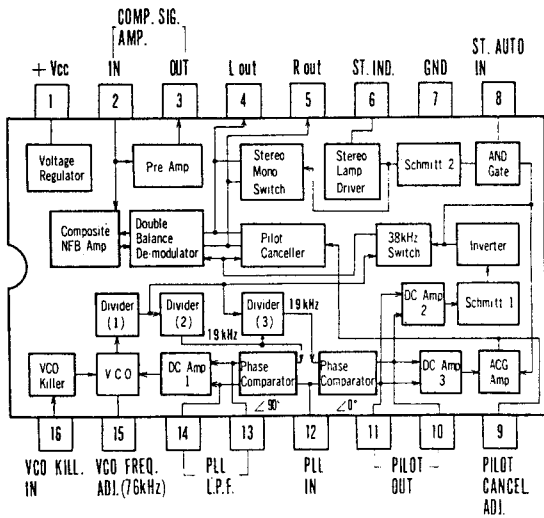 COMP. SIG.
AMP.
ST. AUTO
+ Vcc IN OUT L out R out ST. IND. GND IN
1 2 3 4 5 6 7 8
Voltage
Regulator
Pre Amp
Stereo
Mono
Switch
Stereo
Lamp
Driver
Schmitt 2
AND
Gate
Composite
NFB Amp
Double
Balance
De-modulator
Pilot
Canceller
38kHz
Switch
Inverter
Divider
(1)
Divider
(2)
Divider
(3)
19kHz
19kHz
DC Amp
2
Schmitt 1
VCO
Killer
VCO
DC Amp
1
Phase
Comparator
Phase
Comparator
DC Amp
3
ACG
Amp
∠90°
∠0°
16 15 14 13 12 11 10 9
VCO KILL.
IN
VCO FREQ.
ADJ.(76kHz)
PLL
L.P.F.
PLL
IN
PILOT
OUT
PILOT
CANCEL
ADJ.